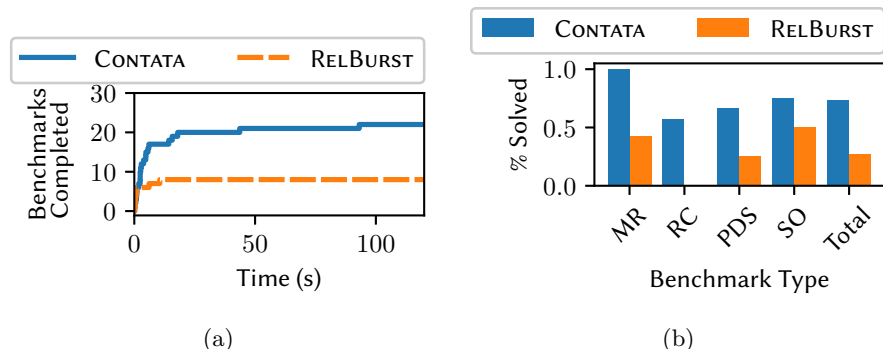 CONTATA RELBURST
30
20
10
0
Benchmarks
Completed
0 50 100
Time (s)
(a)
CONTATA RELBURST
1.0
0.5
0.0
% Solved
MR RC PDS SO Total
Benchmark Type
(b)